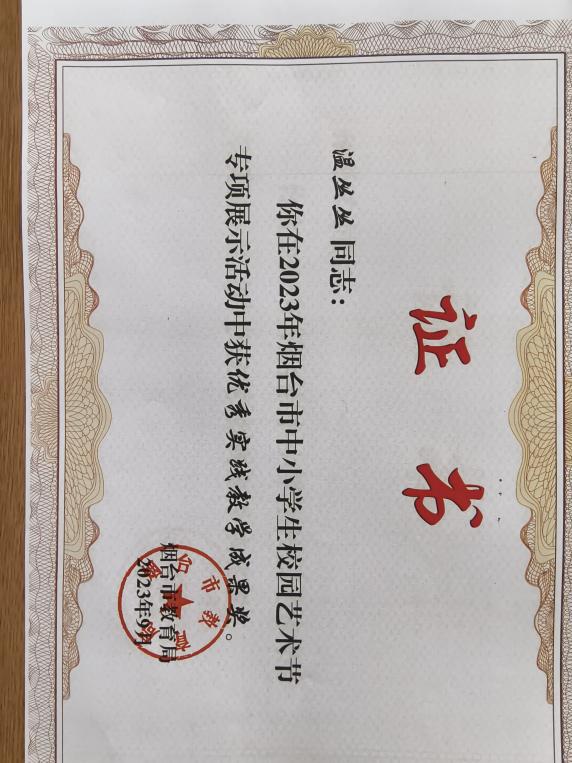 证书
温丛丛同志：
你在2023年烟台市中小学生校园艺术节
专项展示活动中获优秀实践教学成果奖。
烟台市教育局
2023年9月